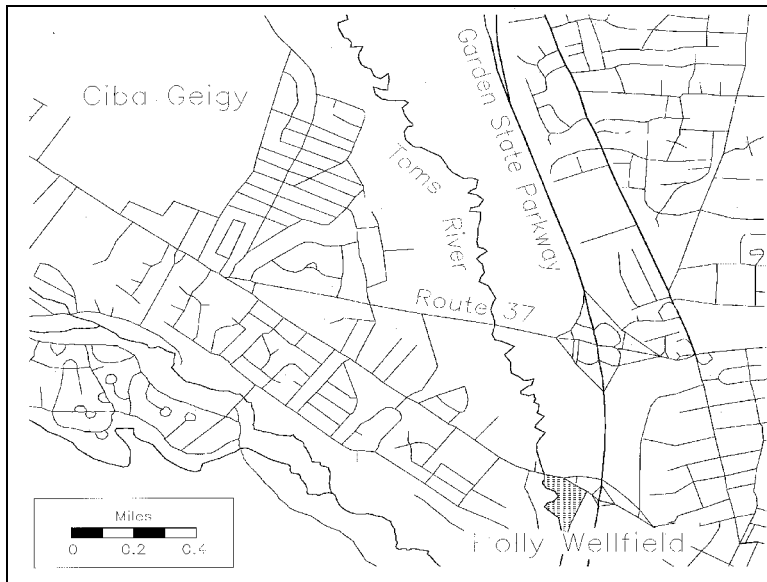 Ciba Geigy
Toms
River
Garden State Parkway
Route 37
Holly Wellfield
Miles
0 0.2 0.4